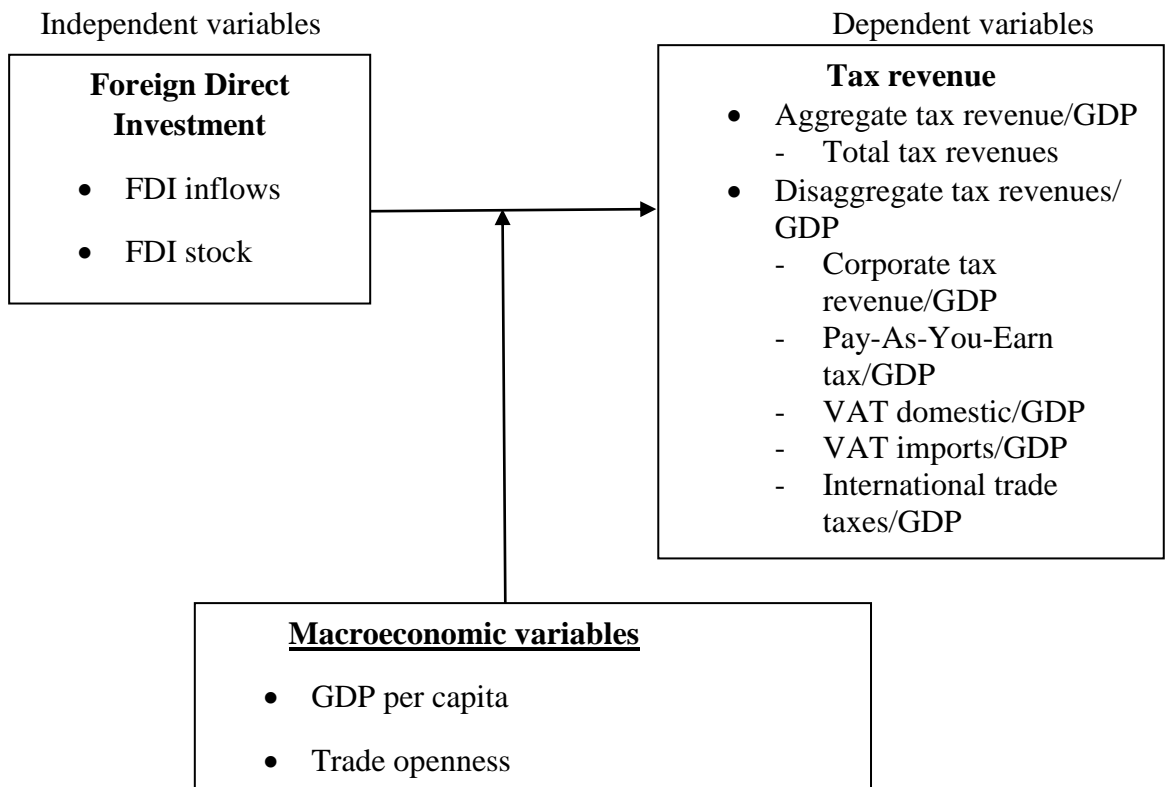 Independent variables
Dependent variables
Foreign Direct
Investment
• FDI inflows
• FDI stock
Tax revenue
• Aggregate tax revenue/GDP
- Total tax revenues
• Disaggregate tax revenues/
GDP
- Corporate tax
revenue/GDP
- Pay-As-You-Earn
tax/GDP
- VAT domestic/GDP
- VAT imports/GDP
- International trade
taxes/GDP
Macroeconomic variables
• GDP per capita
• Trade openness